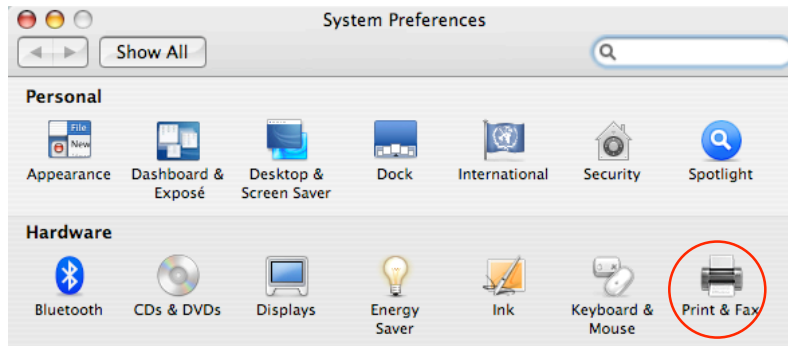 System Preferences
Show All
Personal
File
New
Appearance
Dashboard &
Exposé
Desktop &
Screen Saver
Dock
International
Security
Spotlight
Hardware
Bluetooth
CDs & DVDs
Displays
Energy
Saver
Ink
Keyboard &
Mouse
Print & Fax